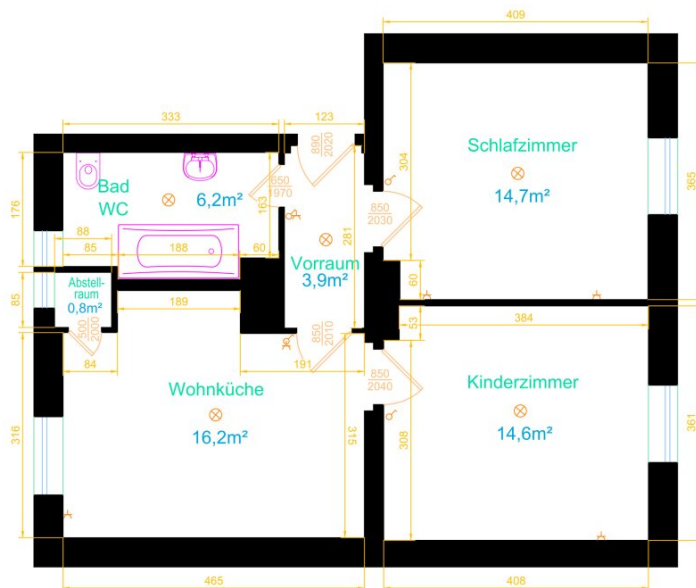 409
333
123
890
2020
304
Schlafzimmer
365
14,7m²
Bad
WC
6,2m²
650
1970
163
176
850
2030
281
88
85
188
60
Vorraum
3,9m²
60
Abstell-
raum
0,8m²
85
189
500
2000
850
2010
53
384
84
191
Wohnküche
16,2m²
850
2040
Kinderzimmer
14,6m²
316
315
308
361
465
408